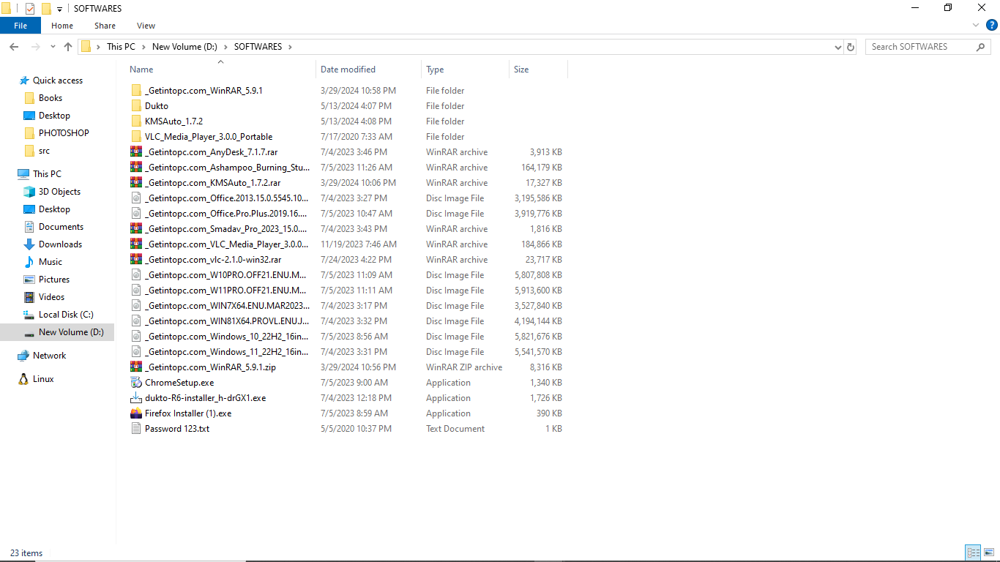 SOFTWARES
File Home Share View
This PC > New Volume (D:) > SOFTWARES > Search SOFTWARES
Name Date modified Type Size
Quick access
Books
Desktop
PHOTOSHOP
src
This PC
3D Objects
Desktop
Documents
Downloads
Music
Pictures
Videos
Local Disk (C:)
New Volume (D:)
Network
Linux
_Getintopc.com_WinRAR_5.9.1 3/29/2024 10:58 PM File folder
Dukto 5/13/2024 4:07 PM File folder
KMSAuto_1.7.2 5/13/2024 4:08 PM File folder
VLC_Media_Player_3.0.0_Portable 7/17/2020 7:33 AM File folder
_Getintopc.com_AnyDesk_7.1.7.rar 7/4/2023 3:46 PM WinRAR archive 3,913 KB
_Getintopc.com_Ashampoo_Burning_Stu... 7/5/2023 11:26 AM WinRAR archive 164,179 KB
_Getintopc.com_KMSAuto_1.7.2.rar 3/29/2024 10:06 PM WinRAR archive 17,327 KB
_Getintopc.com_Office.2013.15.0.5545.10... 7/4/2023 3:27 PM Disc Image File 3,195,586 KB
_Getintopc.com_Office.Pro.Plus.2019.16.... 7/5/2023 10:47 AM Disc Image File 3,919,776 KB
_Getintopc.com_Smadav_Pro_2023_15.0.... 7/4/2023 3:43 PM WinRAR archive 1,816 KB
_Getintopc.com_VLC_Media_Player_3.0.0... 11/19/2023 7:46 AM WinRAR archive 184,866 KB
_Getintopc.com_vlc-2.1.0-win32.rar 7/24/2023 4:22 PM WinRAR archive 23,717 KB
_Getintopc.com_W10PRO.OFF21.ENU.M... 7/5/2023 11:09 AM Disc Image File 5,807,808 KB
_Getintopc.com_W11PRO.OFF21.ENU.M... 7/5/2023 11:11 AM Disc Image File 5,913,600 KB
_Getintopc.com_WIN7X64.ENU.MAR2023... 7/4/2023 3:17 PM Disc Image File 3,527,840 KB
_Getintopc.com_WIN81X64.PROVL.ENU.J... 7/4/2023 3:32 PM Disc Image File 4,194,144 KB
_Getintopc.com_Windows_10_22H2_16in... 7/5/2023 8:56 AM Disc Image File 5,821,676 KB
_Getintopc.com_Windows_11_22H2_16in... 7/4/2023 3:31 PM Disc Image File 5,541,570 KB
_Getintopc.com_WinRAR_5.9.1.zip 3/29/2024 10:56 PM WinRAR ZIP archive 8,316 KB
ChromeSetup.exe 7/5/2023 9:00 AM Application 1,340 KB
dukto-R6-installer_h-drGX1.exe 7/4/2023 12:18 PM Application 1,726 KB
Firefox Installer (1).exe 7/5/2023 8:59 AM Application 390 KB
Password 123.txt 5/5/2020 10:37 PM Text Document 1 KB
23 items